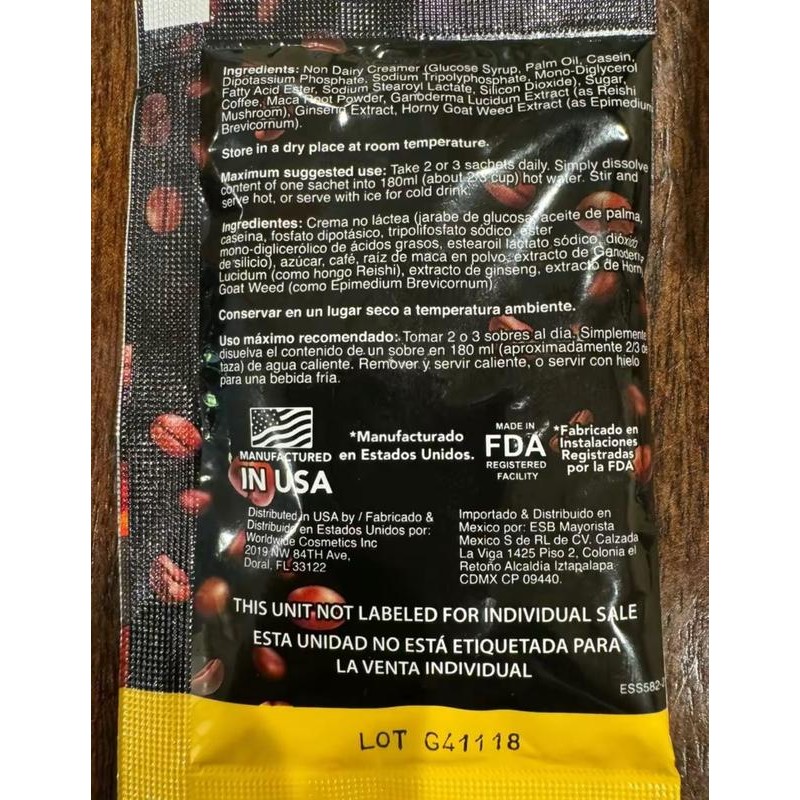 Ingredients: Non Dairy Creamer (Glucose Syrup, Palm Oil, Casein,
Dipotassium Phosphate, Sodium Tripolyphosphate, Mono-Diglycerol
Fatty Acid Ester, Sodium Stearoyl Lactate, Silicon Dioxide), Sugar,
Coffee, Maca Root Powder, Ganoderma Lucidum Extract (as Reishi
Mushroom), Ginseng Extract, Horny Goat Weed Extract (as Epimedium
Brevicornum).
Store in a dry place at room temperature.
Maximum suggested use: Take 2 or 3 sachets daily. Simply dissolve
content of one sachet into 180ml (about 2/3 cup) hot water. Stir and
serve hot, or serve with ice for cold drink.
Ingredientes: Crema no láctea (jarabe de glucosa, aceite de palma,
caseina, fosfato dipotásico, tripolifosfato sódico, ester
mono-diglicerólico de ácidos grasos, estearoil lactato sódico, dióxido
de silicio), azúcar, café, raíz de maca en polvo, extracto de Ganoderma
Lucidum (como hongo Reishi), extracto de ginseng, extracto de Horny
Goat Weed (como Epimedium Brevicornum)
Conservar en un lugar seco a temperatura ambiente.
Uso máximo recomendado: Tomar 2 o 3 sobres al día. Simplemente
disuelva el contenido de un sobre en 180 ml (aproximadamente 2/3 de
taza) de agua caliente. Remover y servir caliente, o servir con hielo
para una bebida fría.
MANUFACTURED
IN USA
*Manufacturado
en Estados Unidos.
MADE IN
FDA
REGISTERED
FACILITY
*Fabricado en
Instalaciones
Registradas
por la FDA
Distributed in USA by / Fabricado &
Distribuido en Estados Unidos por:
Worldwide Cosmetics Inc
2019 NW 84TH Ave,
Doral, FL 33122
Importado & Distribuido en
Mexico por: ESB Mayorista
Mexico S de RL de CV. Calzada
La Viga 1425 Piso 2, Colonia el
Retoño Alcaldia Iztapalapa
CDMX CP 09440.
THIS UNIT NOT LABELED FOR INDIVIDUAL SALE
ESTA UNIDAD NO ESTÁ ETIQUETADA PARA
LA VENTA INDIVIDUAL
ESS582-
LOT G41118